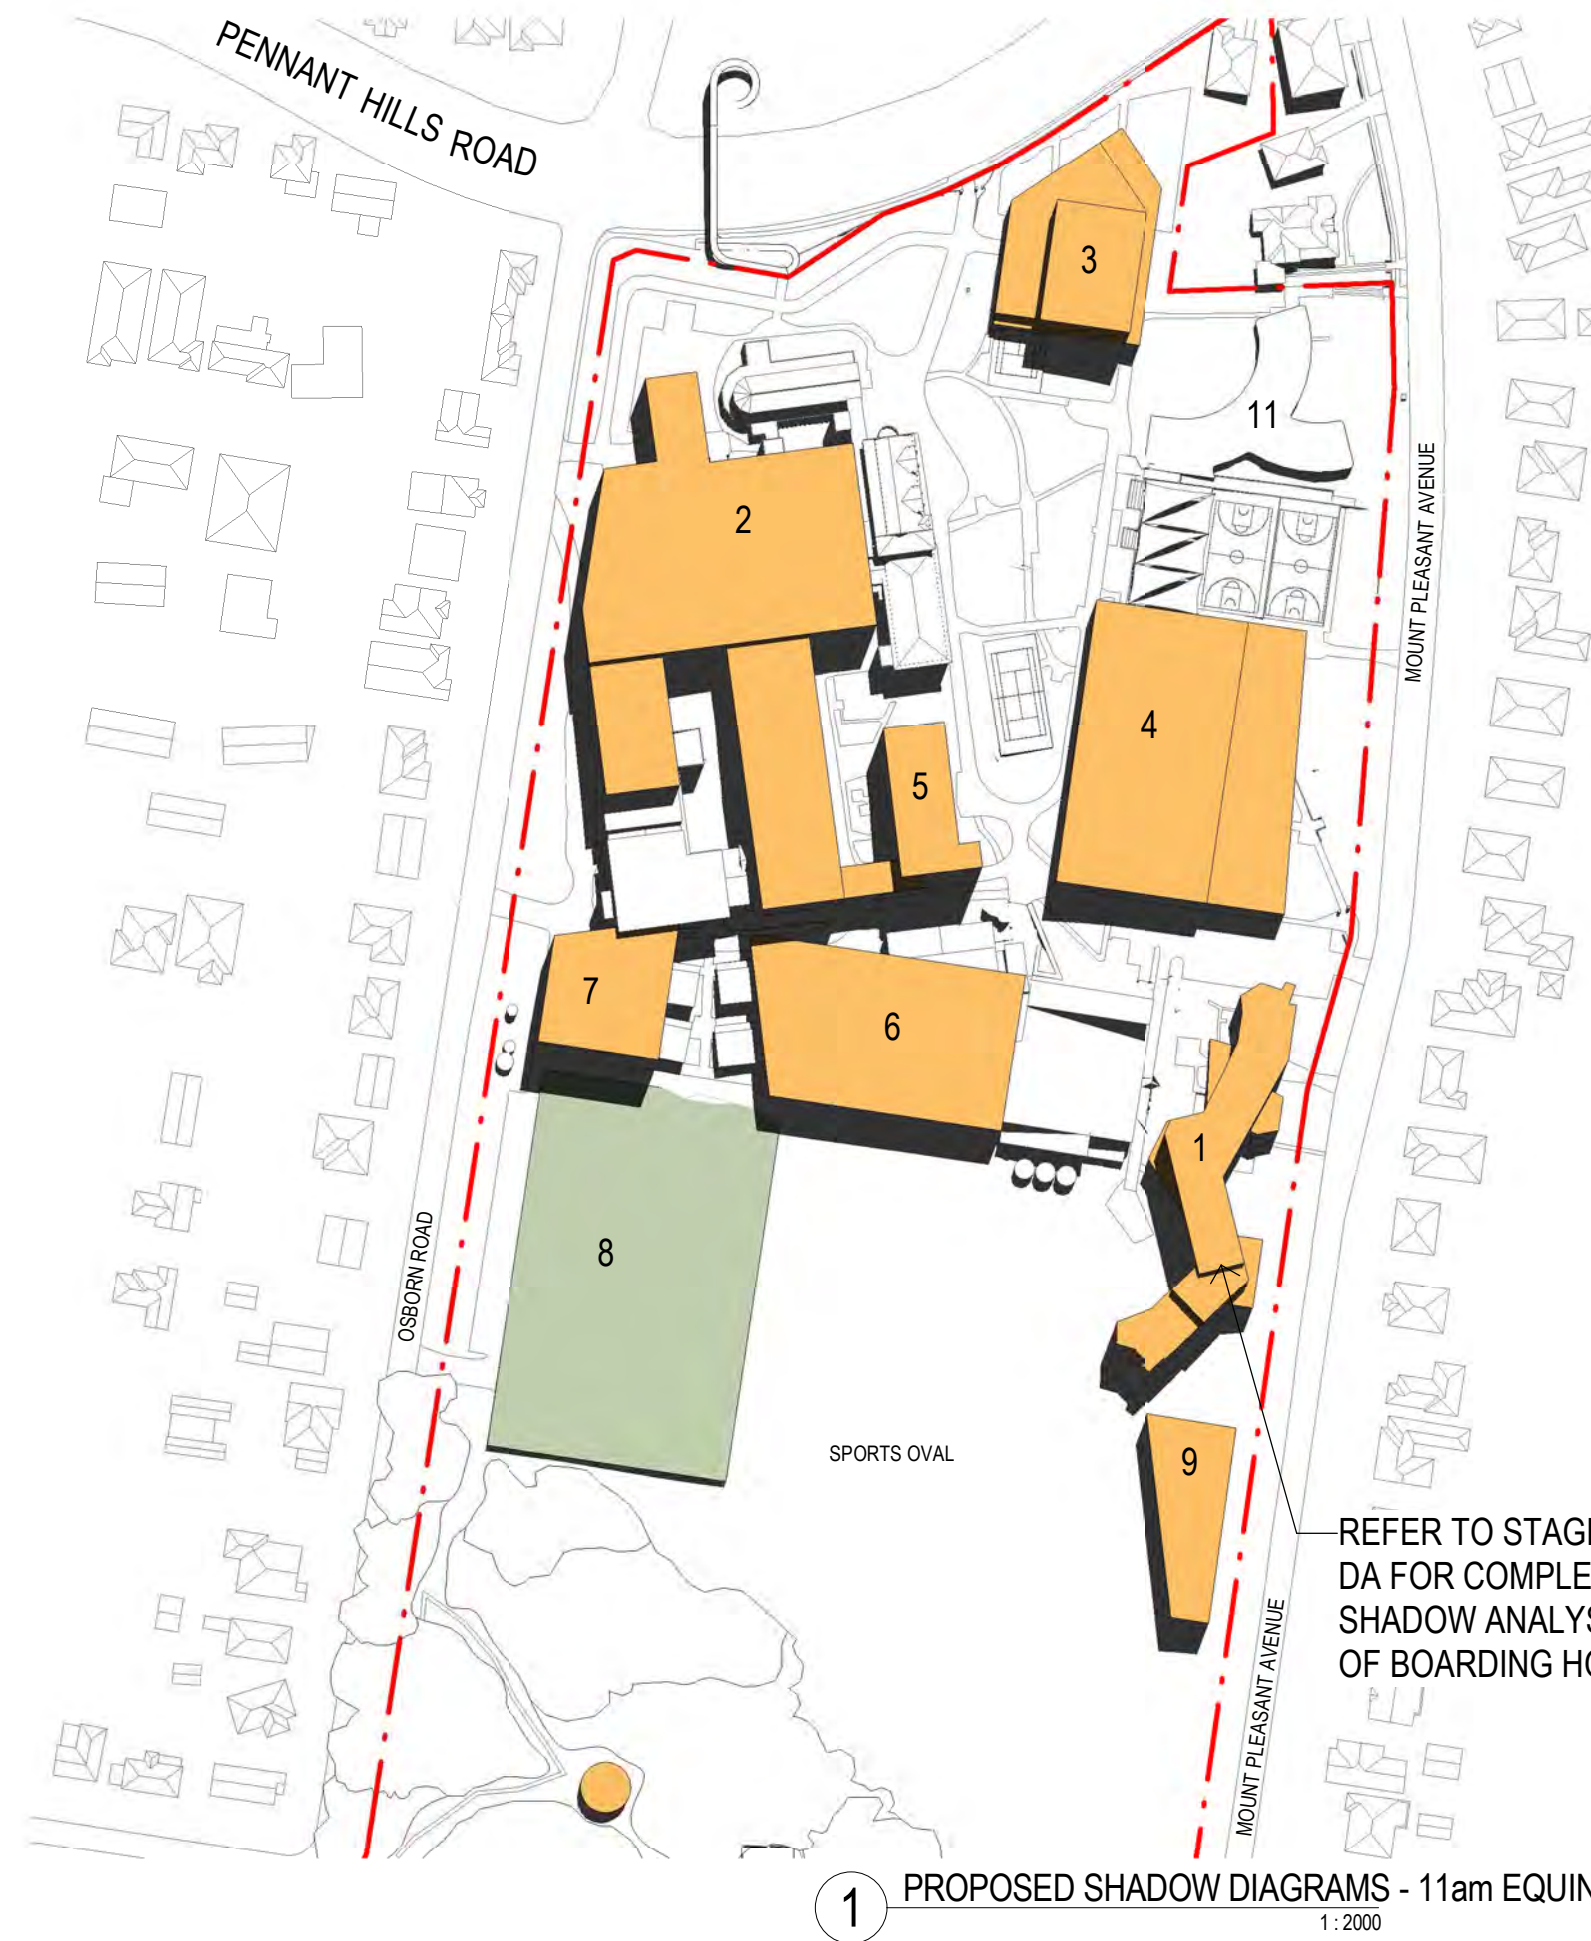 PENNANT HILLS ROAD
3
11
2
MOUNT PLEASANT AVENUE
4
5
7
6
1
8
OSBORN ROAD
SPORTS OVAL
9
REFER TO STAGE
DA FOR COMPLE
SHADOW ANALYS
OF BOARDING HO
MOUNT PLEASANT AVENUE
1 PROPOSED SHADOW DIAGRAMS - 11am EQUIN
1 : 2000